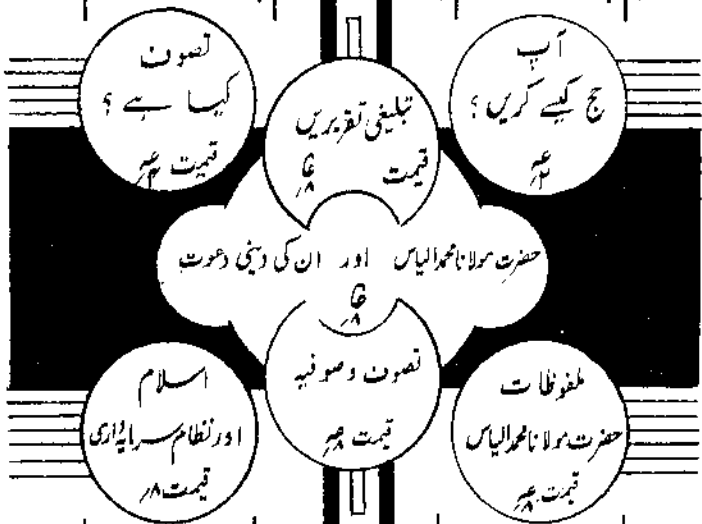 آپ
حج کیسے کریں ؟
تصوف
کیا ہے ؟
قیمت
تبلیغی تقریریں
قیمت
حضرت مولانا محمد الیاس اور ان کی دینی دعوت
تصوف و صوفیہ
قیمت
ملفوظات
حضرت مولانا محمد الیاس
قیمت
اسلام
اور نظام سرمایہ داری
قیمت ۸؍